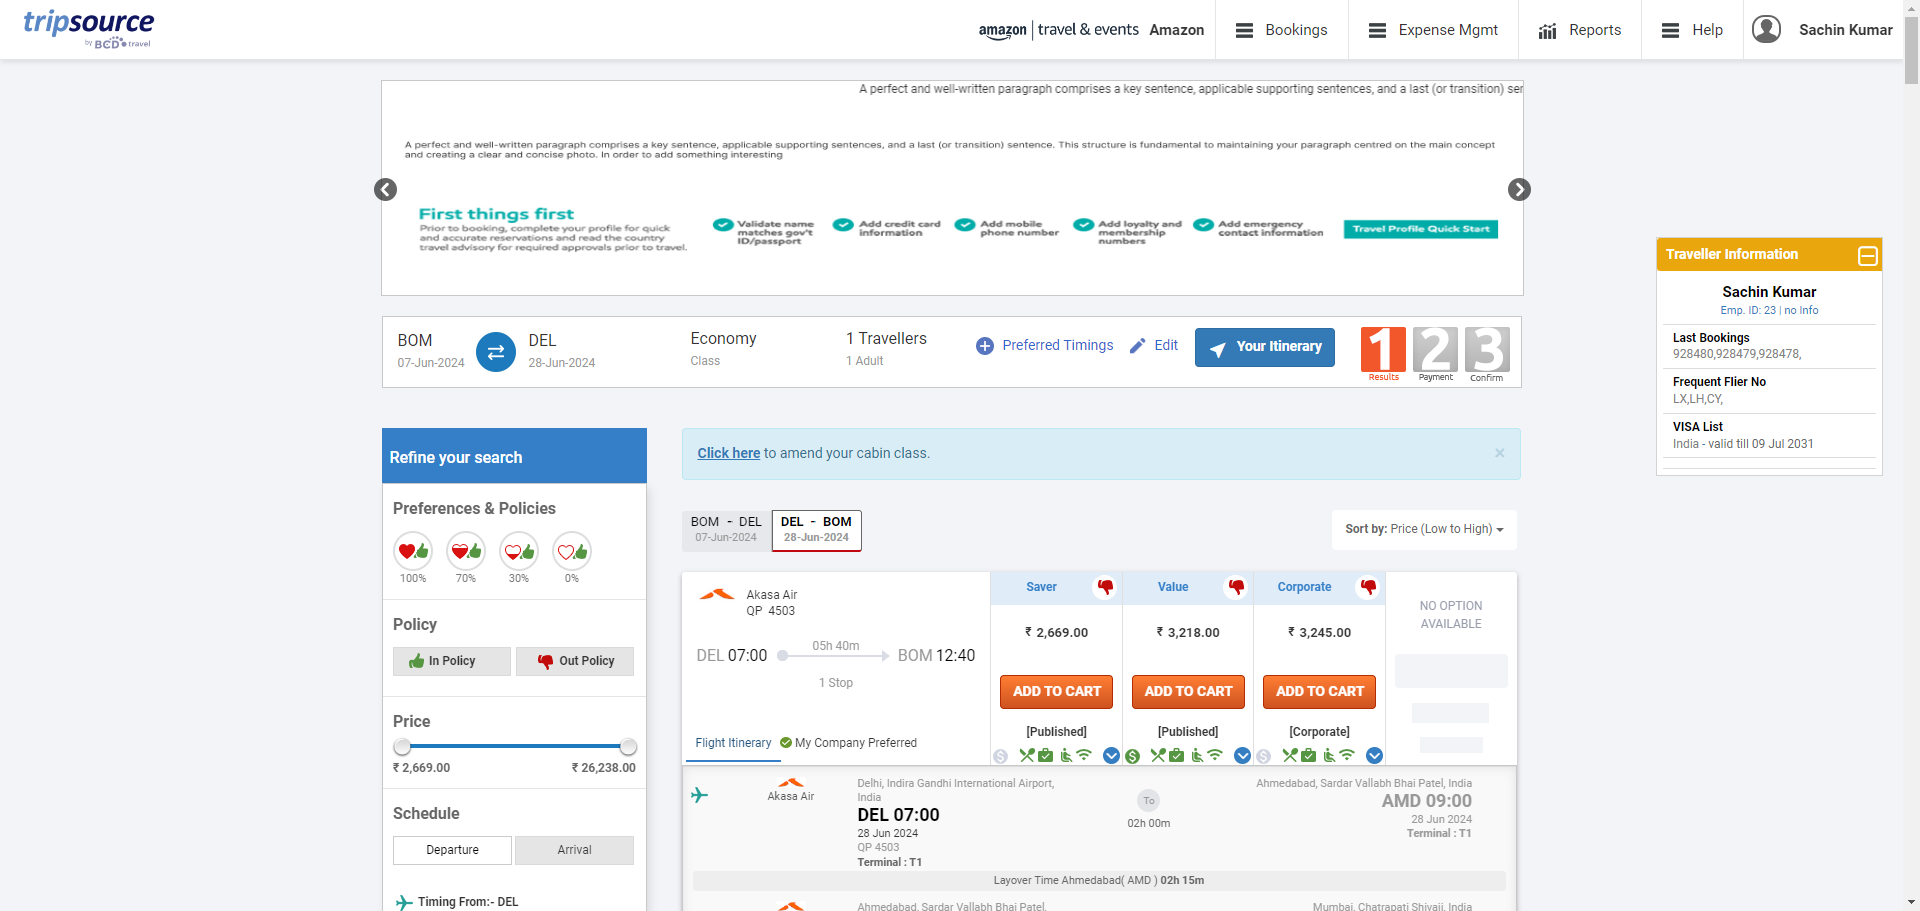 tripsource
by BCD travel
amazon | travel & events Amazon
Bookings
Expense Mgmt
Reports
Help
Sachin Kumar
A perfect and well-written paragraph comprises a key sentence, applicable supporting sentences, and a last (or transition) ser
A perfect and well-written paragraph comprises a key sentence, applicable supporting sentences, and a last (or transition) sentence. This structure is fundamental to maintaining your paragraph centred on the main concept
and creating a clear and concise photo. In order to add something interesting
First things first
Prior to booking, complete your profile for quick
and accurate reservations and read the country
travel advisory for required approvals prior to travel.
Validate name
matches gov't
ID/passport
Add credit card
information
Add mobile
phone number
Add loyalty and
membership
numbers
Add emergency
contact information
Travel Profile Quick Start
Traveller Information
Sachin Kumar
Emp. ID: 23 | no Info
Last Bookings
928480,928479,928478,
Frequent Flier No
LX,LH,CY,
VISA List
India - valid till 09 Jul 2031
BOM
07-Jun-2024
DEL
28-Jun-2024
Economy
Class
1 Travellers
1 Adult
Preferred Timings
Edit
Your Itinerary
1
Results
2
Payment
3
Confirm
Refine your search
Preferences & Policies
100% 70% 30% 0%
Policy
In Policy
Out Policy
Price
₹ 2,669.00 ₹ 26,238.00
Schedule
Departure
Arrival
Timing From:- DEL
Click here to amend your cabin class.
×
BOM - DEL
07-Jun-2024
DEL - BOM
28-Jun-2024
Sort by: Price (Low to High)
Akasa Air
QP 4503
DEL 07:00
05h 40m
1 Stop
BOM 12:40
Flight Itinerary
My Company Preferred
Saver
₹ 2,669.00
ADD TO CART
[Published]
Value
₹ 3,218.00
ADD TO CART
[Published]
Corporate
₹ 3,245.00
ADD TO CART
[Corporate]
NO OPTION
AVAILABLE
Akasa Air
Delhi, Indira Gandhi International Airport,
India
DEL 07:00
28 Jun 2024
QP 4503
Terminal : T1
To
02h 00m
Ahmedabad, Sardar Vallabh Bhai Patel, India
AMD 09:00
28 Jun 2024
Terminal : T1
Layover Time Ahmedabad( AMD ) 02h 15m
Ahmedabad, Sardar Vallabh Bhai Patel,
Mumbai, Chatrapati Shivaji, India